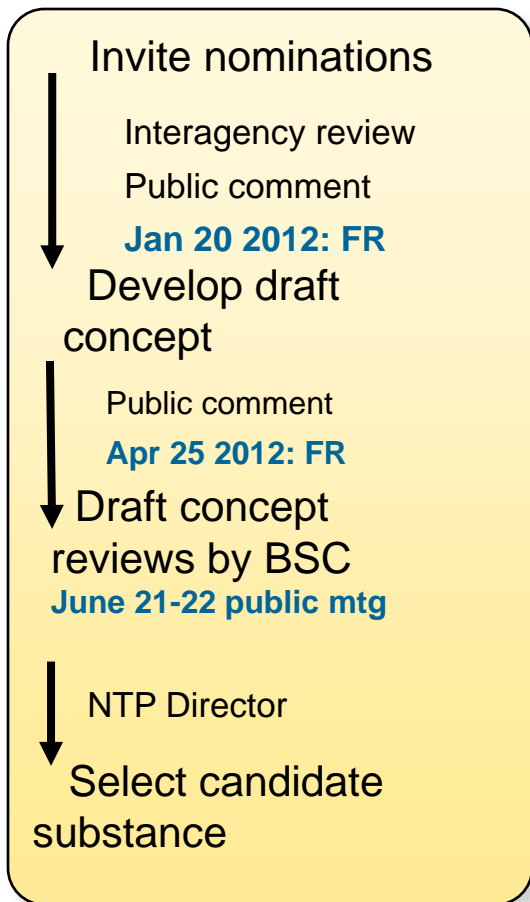 Invite nominations
Interagency review
Public comment
Jan 20 2012: FR
Develop draft
concept
Public comment
Apr 25 2012: FR
Draft concept
reviews by BSC
June 21-22 public mtg
NTP Director
Select candidate
substance